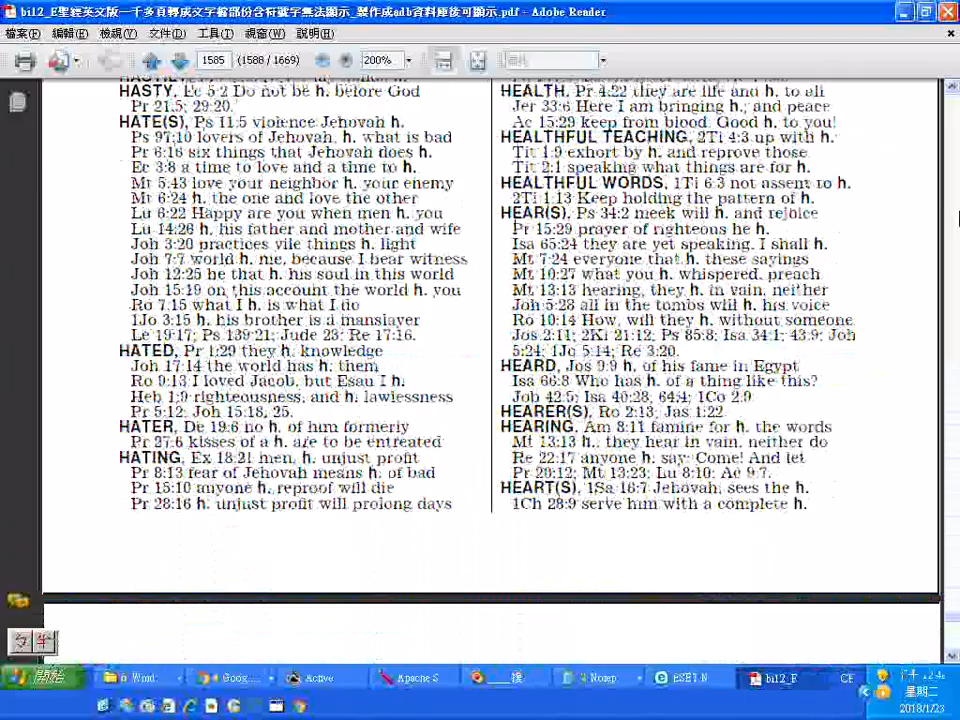 bi12_E聖經英文版一千多頁轉成文字檔部份含符號字無法顯示_製作成adb資料庫後可顯示.pdf - Adobe Reader
檔案(F) 編輯(E) 檢視(V) 文件(D) 工具(T) 視窗(W) 說明(H)
1585 (1588 / 1669) 200%
HASTY, Ec 5:2 Do not be h. before God
Pr 21:5; 29:20.
HATE(S), Ps 11:5 violence Jehovah h.
Ps 97:10 lovers of Jehovah, h. what is bad
Pr 6:16 six things that Jehovah does h.
Ec 3:8 a time to love and a time to h.
Mt 5:43 love your neighbor h. your enemy
Mt 6:24 h. the one and love the other
Lu 6:22 Happy are you when men h. you
Lu 14:26 h. his father and mother and wife
Joh 3:20 practices vile things h. light
Joh 7:7 world h. me, because I bear witness
Joh 12:25 he that h. his soul in this world
Joh 15:19 on this account the world h. you
Ro 7:15 what I h. is what I do
1Jo 3:15 h. his brother is a manslayer
Le 19:17; Ps 139:21; Jude 23; Re 17:16.
HATED, Pr 1:29 they h. knowledge
Joh 17:14 the world has h. them
Ro 9:13 I loved Jacob, but Esau I h.
Heb 1:9 righteousness, and h. lawlessness
Pr 5:12; Joh 15:18, 25.
HATER, De 19:6 no h. of him formerly
Pr 27:6 kisses of a h. are to be entreated
HATING, Ex 18:21 men, h. unjust profit
Pr 8:13 fear of Jehovah means h. of bad
Pr 15:10 anyone h. reproof will die
Pr 28:16 h. unjust profit will prolong days
HEALTH, Pr 4:22 they are life and h. to all
Jer 33:6 Here I am bringing h.; and peace
Ac 15:29 keep from blood. Good h. to you!
HEALTHFUL TEACHING, 2Ti 4:3 up with h.
Tit 1:9 exhort by h. and reprove those
Tit 2:1 speaking what things are for h.
HEALTHFUL WORDS, 1Ti 6:3 not assent to h.
2Ti 1:13 Keep holding the pattern of h.
HEAR(S), Ps 34:2 meek will h. and rejoice
Pr 15:29 prayer of righteous he h.
Isa 65:24 they are yet speaking, I shall h.
Mt 7:24 everyone that h. these sayings
Mt 10:27 what you h. whispered, preach
Mt 13:13 hearing, they h. in vain, neither
Joh 5:28 all in the tombs will h. his voice
Ro 10:14 How, will they h. without someone
Jos 2:11; 2Ki 21:12; Ps 85:8; Isa 34:1; 43:9; Joh
5:24; 1Jo 5:14; Re 3:20.
HEARD, Jos 9:9 h. of his fame in Egypt
Isa 66:8 Who has h. of a thing like this?
Job 42:5; Isa 40:28; 64:4; 1Co 2:9
HEARER(S), Ro 2:13; Jas 1:22.
HEARING, Am 8:11 famine for h. the words
Mt 13:13 h., they hear in vain, neither do
Re 22:17 anyone h. say: Come! And let
Pr 20:12; Mt 13:23; Lu 8:10; Ac 9:7.
HEART(S), 1Sa 16:7 Jehovah, sees the h.
1Ch 28:9 serve him with a complete h.
開始 6 Wind Goog... Active Apache S 4 Notep ESET N bi12_E CH
星期二
2018/1/23